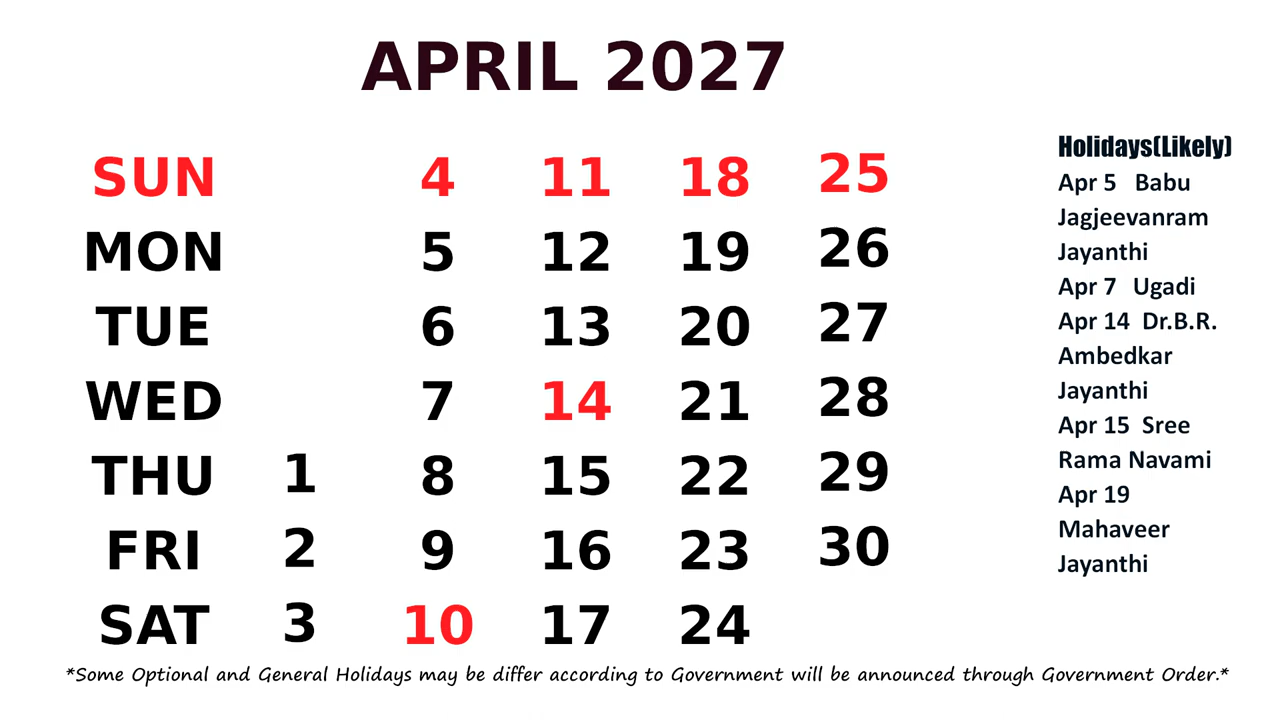 APRIL 2027
SUN 4 11 18 25
MON 5 12 19 26
TUE 6 13 20 27
WED 7 14 21 28
THU 1 8 15 22 29
FRI 2 9 16 23 30
SAT 3 10 17 24
Holidays(Likely)
Apr 5 Babu
Jagjeevanram
Jayanthi
Apr 7 Ugadi
Apr 14 Dr.B.R.
Ambedkar
Jayanthi
Apr 15 Sree
Rama Navami
Apr 19
Mahaveer
Jayanthi
*Some Optional and General Holidays may be differ according to Government will be announced through Government Order.*